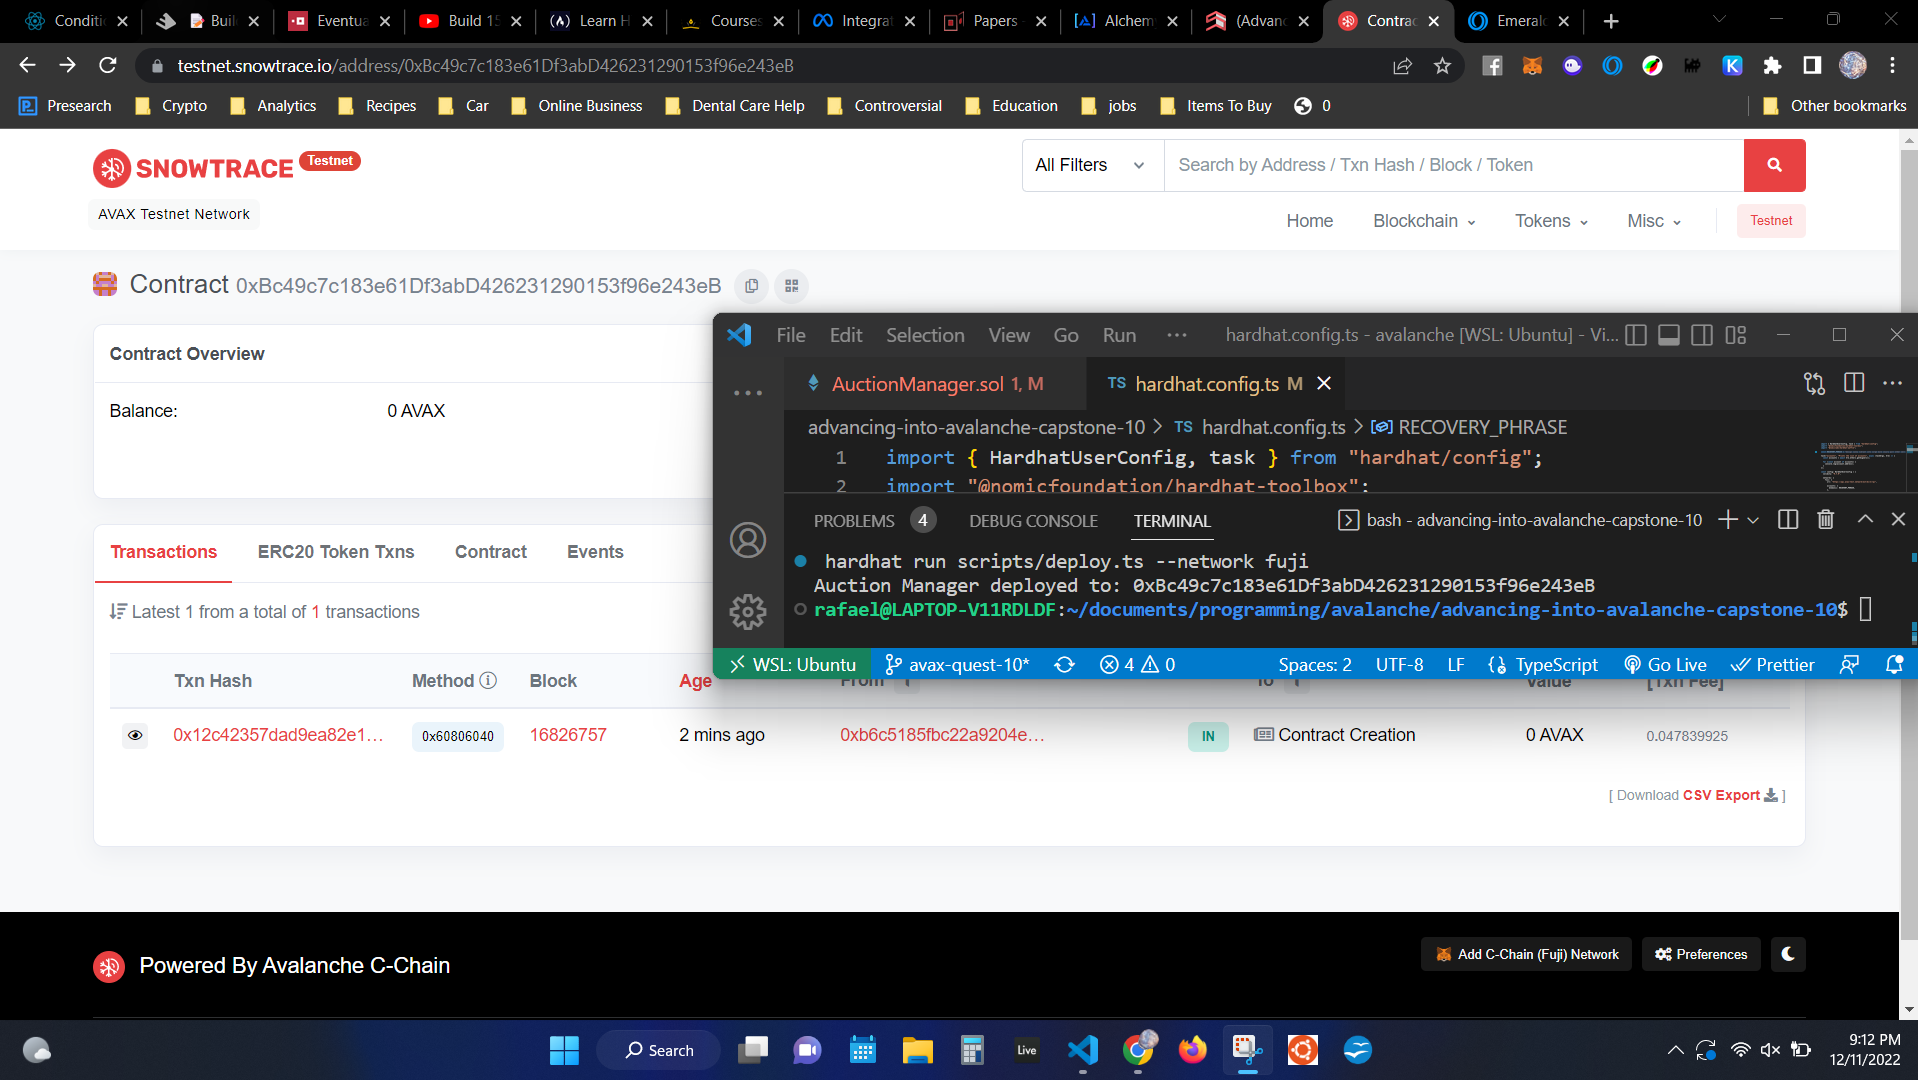 Conditi
Buil
Eventua
Build 15
Learn H
Courses
Integrat
Papers
Alchem
(Advan
Contrac
Emeral
testnet.snowtrace.io/address/0xBc49c7c183e61Df3abD426231290153f96e243eB
Presearch
Crypto
Analytics
Recipes
Car
Online Business
Dental Care Help
Controversial
Education
jobs
Items To Buy
0
Other bookmarks
SNOWTRACE
Testnet
AVAX Testnet Network
All Filters
Search by Address / Txn Hash / Block / Token
Home
Blockchain
Tokens
Misc
Testnet
Contract 0xBc49c7c183e61Df3abD426231290153f96e243eB
Contract Overview
Balance:
0 AVAX
File
Edit
Selection
View
Go
Run
hardhat.config.ts - avalanche [WSL: Ubuntu] - Vi...
AuctionManager.sol 1, M
TS hardhat.config.ts M
advancing-into-avalanche-capstone-10 > TS hardhat.config.ts > RECOVERY_PHRASE
1 import { HardhatUserConfig, task } from "hardhat/config";
2 import "@nomicfoundation/hardhat-toolbox";
PROBLEMS 4
DEBUG CONSOLE
TERMINAL
bash - advancing-into-avalanche-capstone-10
hardhat run scripts/deploy.ts --network fuji
Auction Manager deployed to: 0xBc49c7c183e61Df3abD426231290153f96e243eB
rafael@LAPTOP-V11RDLDF:~/documents/programming/avalanche/advancing-into-avalanche-capstone-10$
WSL: Ubuntu
avax-quest-10*
4
0
Spaces: 2
UTF-8
LF
TypeScript
Go Live
Prettier
Transactions
ERC20 Token Txns
Contract
Events
Latest 1 from a total of 1 transactions
Txn Hash
Method
Block
Age
From
To
Value
[Txn Fee]
0x12c42357dad9ea82e1...
0x60806040
16826757
2 mins ago
0xb6c5185fbc22a9204e...
IN
Contract Creation
0 AVAX
0.047839925
[ Download CSV Export ]
Powered By Avalanche C-Chain
Add C-Chain (Fuji) Network
Preferences
Search
Live
9:12 PM
12/11/2022